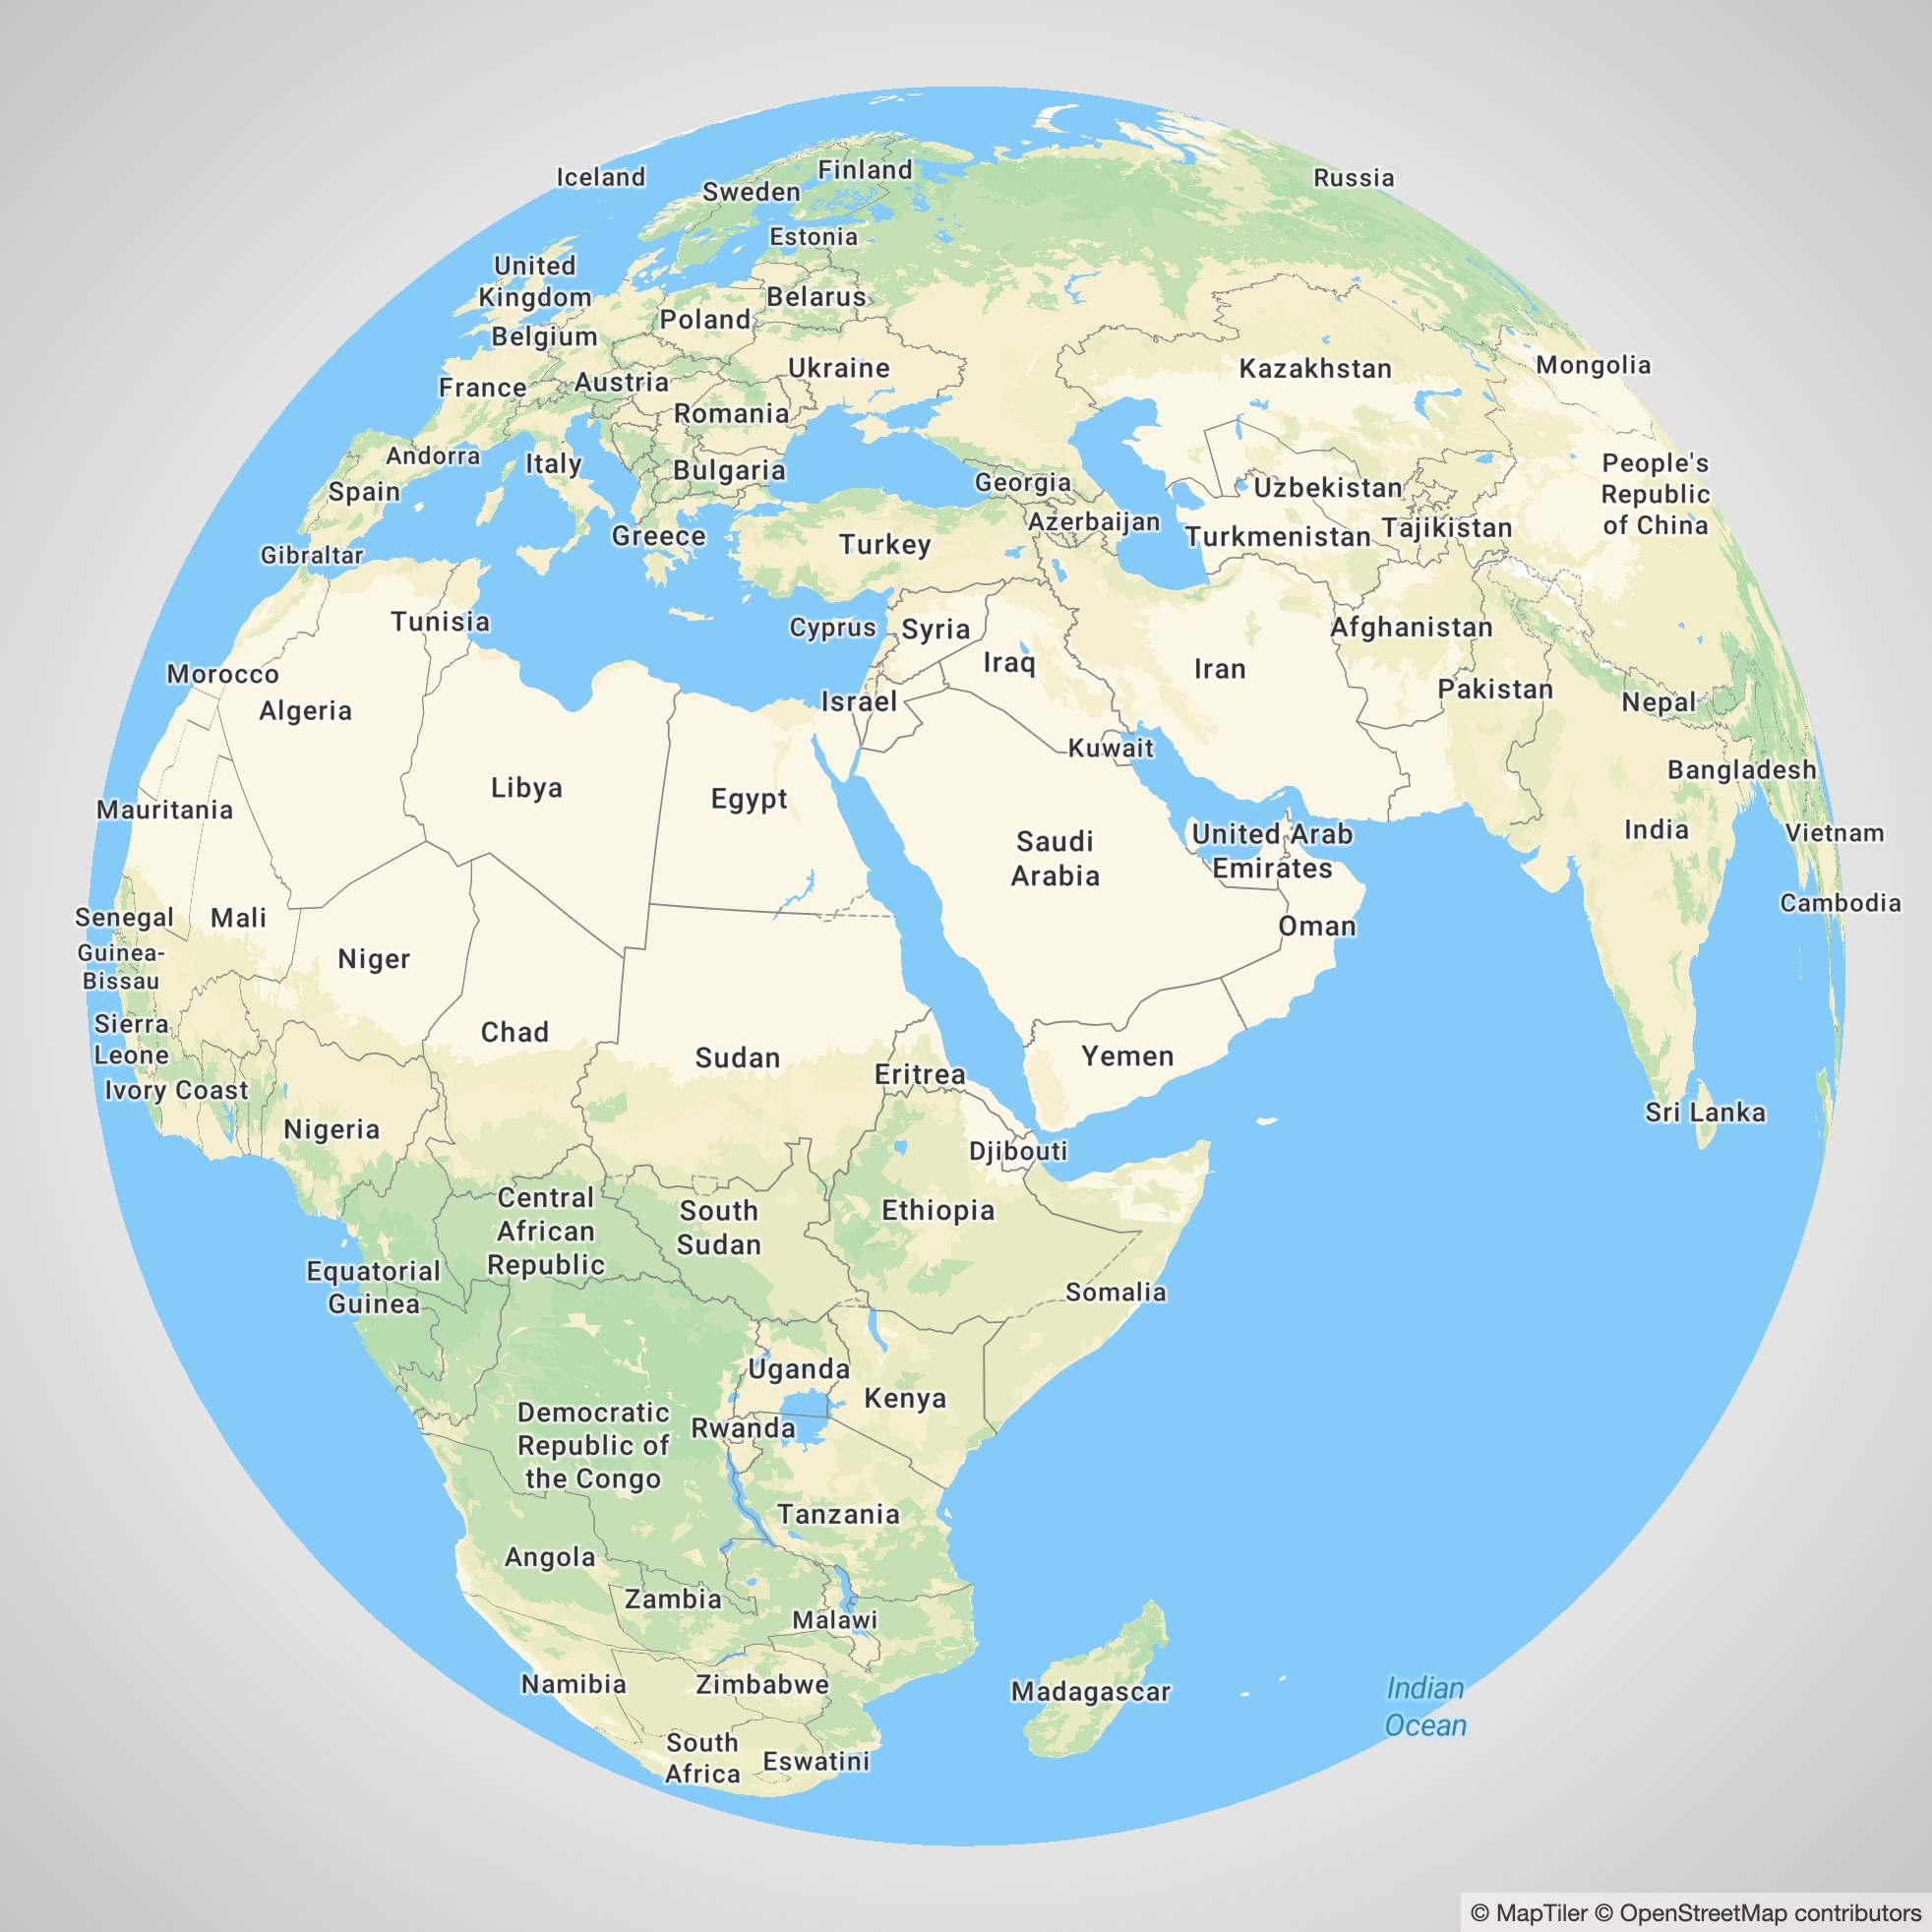 Iceland
Finland
Sweden
Russia
Estonia
United
Kingdom
Belarus
Poland
Belgium
Ukraine
Kazakhstan
Mongolia
France
Austria
Romania
Andorra
Italy
Bulgaria
Georgia
People's
Republic
of China
Spain
Uzbekistan
Azerbaijan
Tajikistan
Greece
Turkey
Turkmenistan
Gibraltar
Tunisia
Cyprus
Syria
Afghanistan
Iraq
Iran
Morocco
Pakistan
Algeria
Israel
Nepal
Kuwait
Bangladesh
Libya
Egypt
Mauritania
United Arab
Emirates
India
Vietnam
Saudi
Arabia
Cambodia
Senegal
Mali
Oman
Guinea-
Bissau
Niger
Sierra
Leone
Chad
Sudan
Yemen
Eritrea
Ivory Coast
Sri Lanka
Nigeria
Djibouti
Central
African
Republic
South
Sudan
Ethiopia
Equatorial
Guinea
Somalia
Uganda
Kenya
Democratic
Republic of
the Congo
Rwanda
Tanzania
Angola
Zambia
Malawi
Namibia
Zimbabwe
Madagascar
Indian
Ocean
South
Africa
Eswatini
© MapTiler © OpenStreetMap contributors